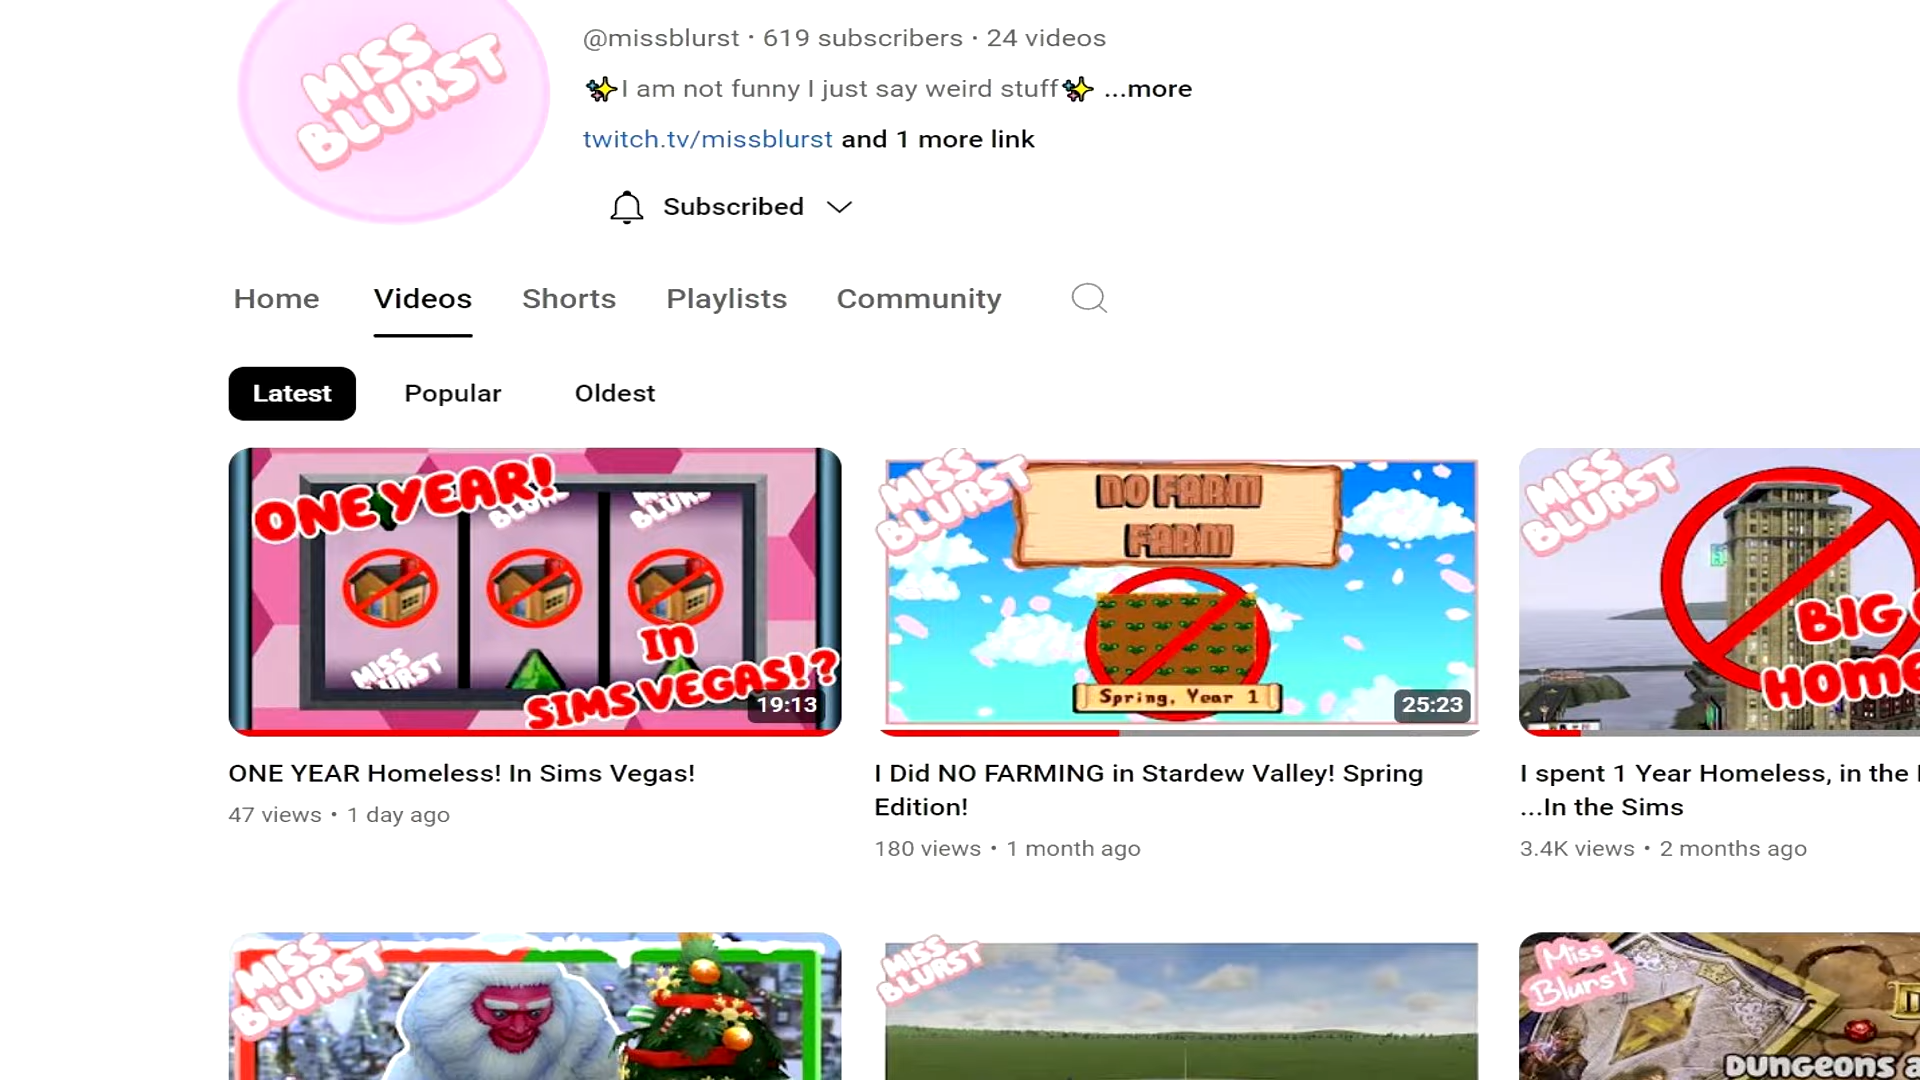 MISS
BLURST
@missblurst · 619 subscribers · 24 videos
✨I am not funny I just say weird stuff✨ ...more
twitch.tv/missblurst and 1 more link
Subscribed
Home Videos Shorts Playlists Community
Latest Popular Oldest
ONE YEAR!
MISS
BLURST
In
SIMS VEGAS!?
19:13
MISS
BLURST
NO FARM
FARM
Spring, Year 1
25:23
MISS
BLURST
BIG
HOME
ONE YEAR Homeless! In Sims Vegas!
47 views • 1 day ago
I Did NO FARMING in Stardew Valley! Spring
Edition!
180 views • 1 month ago
I spent 1 Year Homeless, in the
...In the Sims
3.4K views • 2 months ago
MISS
BLURST
MISS
BLURST
Miss
Blurst
DUNGEONS